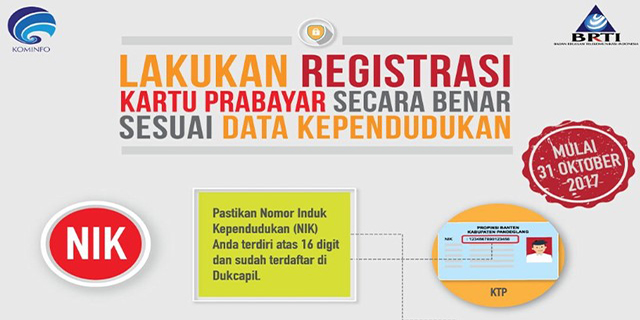 KOMINFO
BRTI
LAKUKAN REGISTRASI
KARTU PRABAYAR SECARA BENAR
SESUAI DATA KEPENDUDUKAN
MULAI
31 OKTOBER
2017
NIK
Pastikan Nomor Induk
Kependudukan (NIK)
Anda terdiri atas 16 digit
dan sudah terdaftar di
Dukcapil.
PROPINSI BANTEN
KABUPATEN PANDEGLANG
NIK
KTP